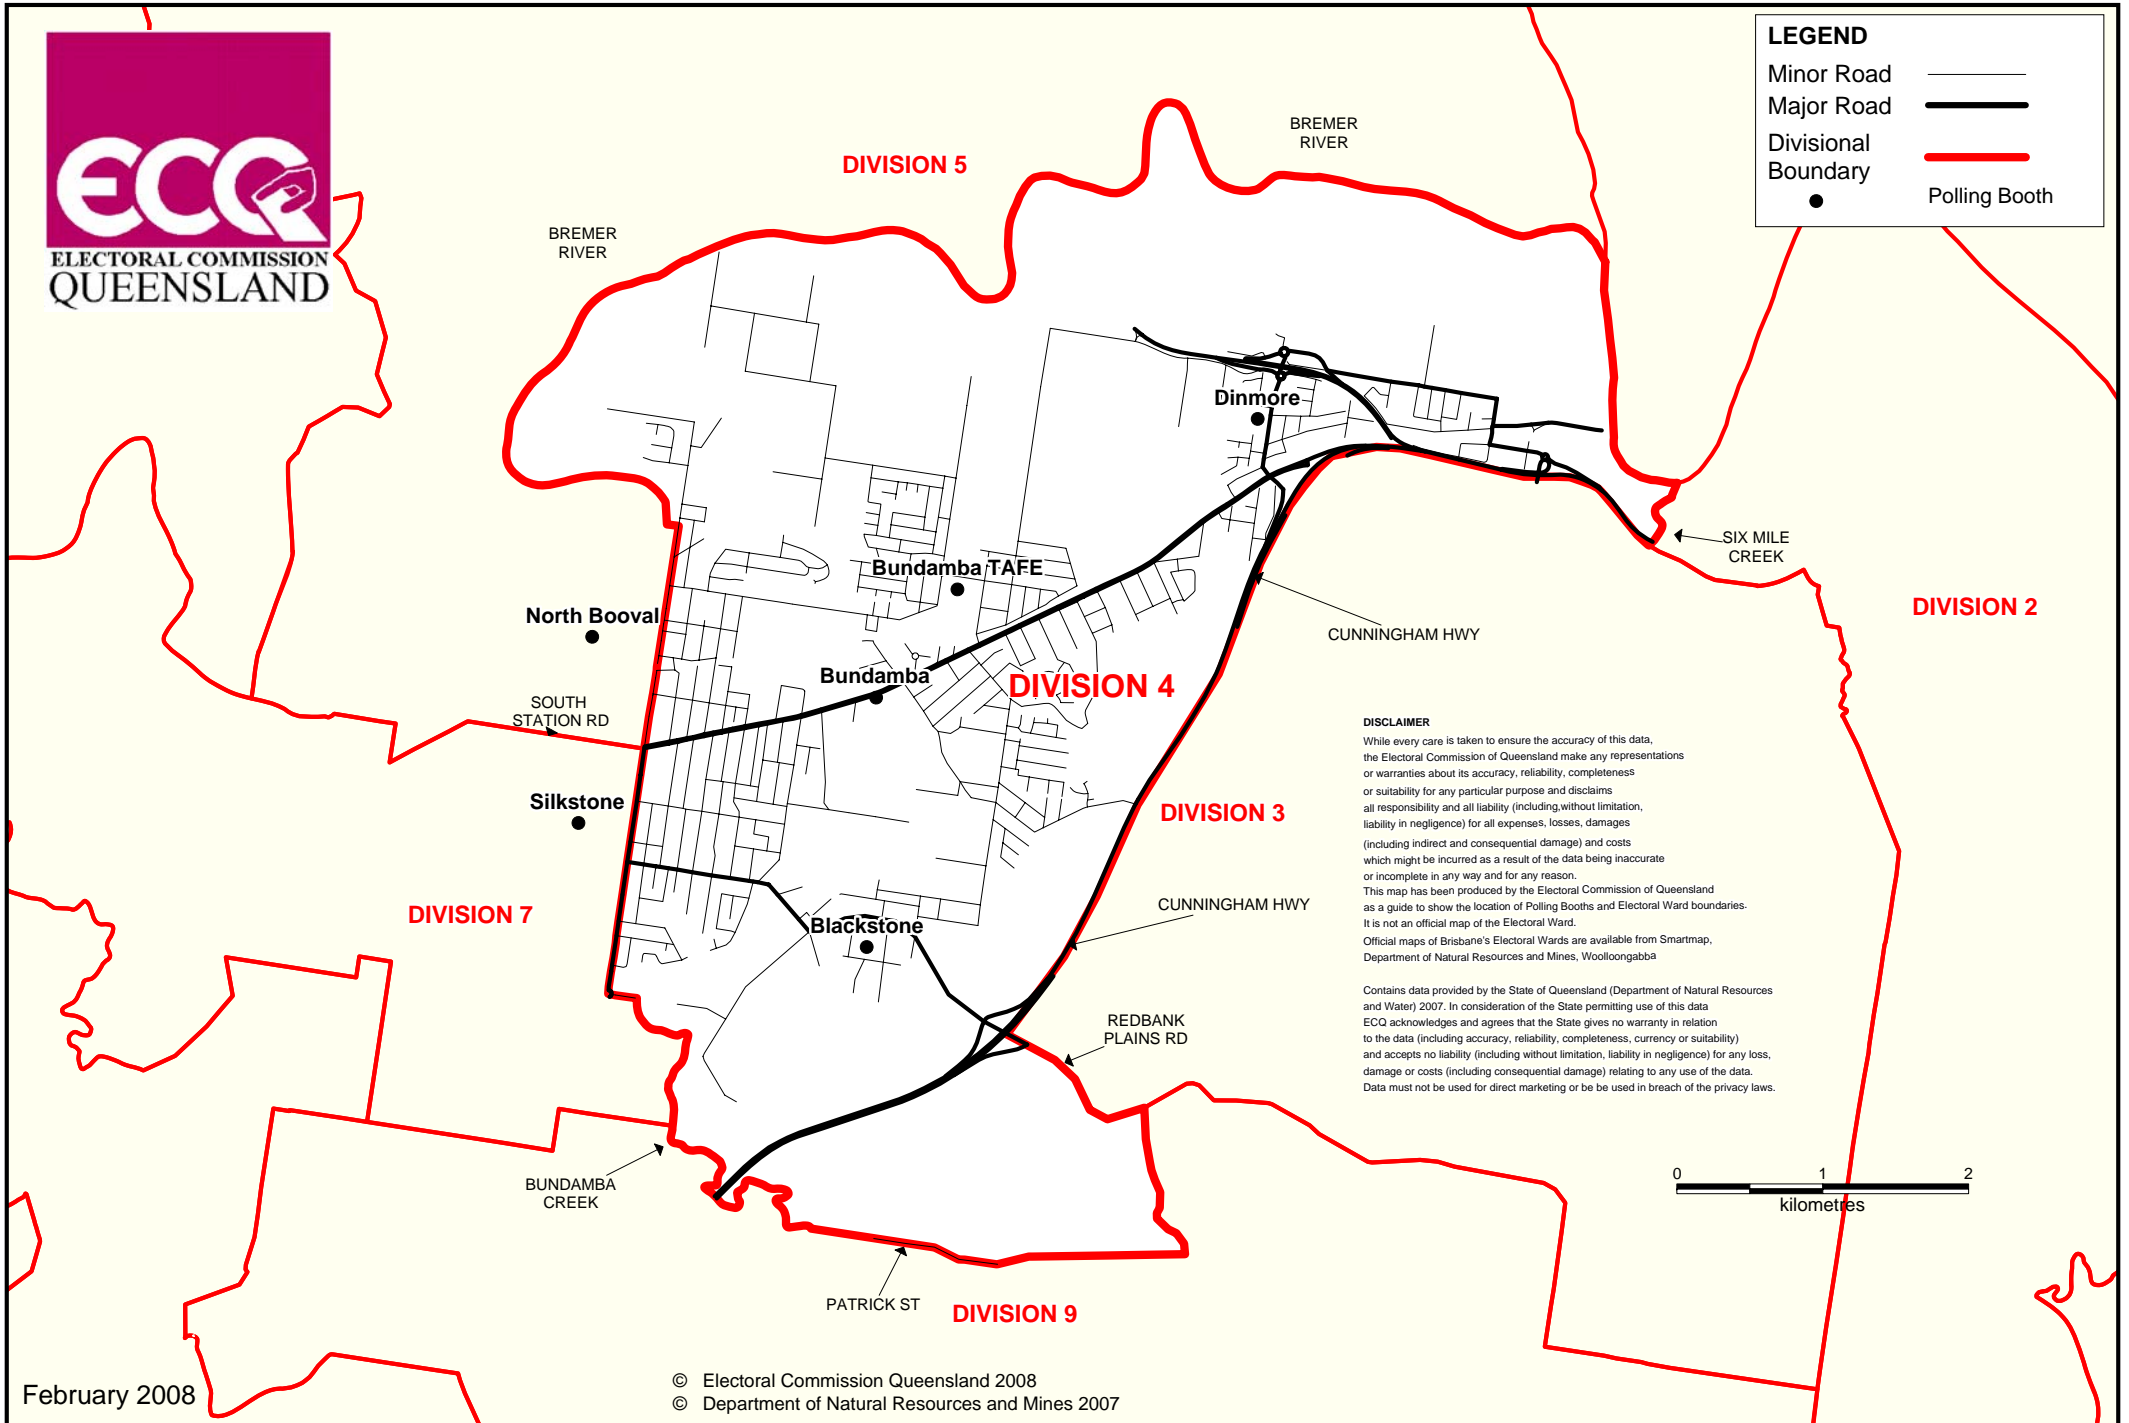 ECQ
ELECTORAL COMMISSION
QUEENSLAND
LEGEND
Minor Road
Major Road
Divisional
Boundary
Polling Booth
BREMER
RIVER
DIVISION 5
BREMER
RIVER
Dinmore
SIX MILE
CREEK
Bundamba TAFE
DIVISION 2
North Booval
CUNNINGHAM HWY
Bundamba
DIVISION 4
SOUTH
STATION RD
Silkstone
DIVISION 3
DIVISION 7
CUNNINGHAM HWY
Blackstone
REDBANK
PLAINS RD
DISCLAIMER
While every care is taken to ensure the accuracy of this data,
the Electoral Commission of Queensland make any representations
or warranties about its accuracy, reliability, completeness
or suitability for any particular purpose and disclaims
all responsibility and all liability (including,without limitation,
liability in negligence) for all expenses, losses, damages
(including indirect and consequential damage) and costs
which might be incurred as a result of the data being inaccurate
or incomplete in any way and for any reason.
This map has been produced by the Electoral Commission of Queensland
as a guide to show the location of Polling Booths and Electoral Ward boundaries.
It is not an official map of the Electoral Ward.
Official maps of Brisbane's Electoral Wards are available from Smartmap,
Department of Natural Resources and Mines, Woolloongabba
Contains data provided by the State of Queensland (Department of Natural Resources
and Water) 2007. In consideration of the State permitting use of this data
ECQ acknowledges and agrees that the State gives no warranty in relation
to the data (including accuracy, reliability, completeness, currency or suitability)
and accepts no liability (including without limitation, liability in negligence) for any loss,
damage or costs (including consequential damage) relating to any use of the data.
Data must not be used for direct marketing or be be used in breach of the privacy laws.
BUNDAMBA
CREEK
0 1 2
kilometres
PATRICK ST
DIVISION 9
February 2008
© Electoral Commission Queensland 2008
© Department of Natural Resources and Mines 2007